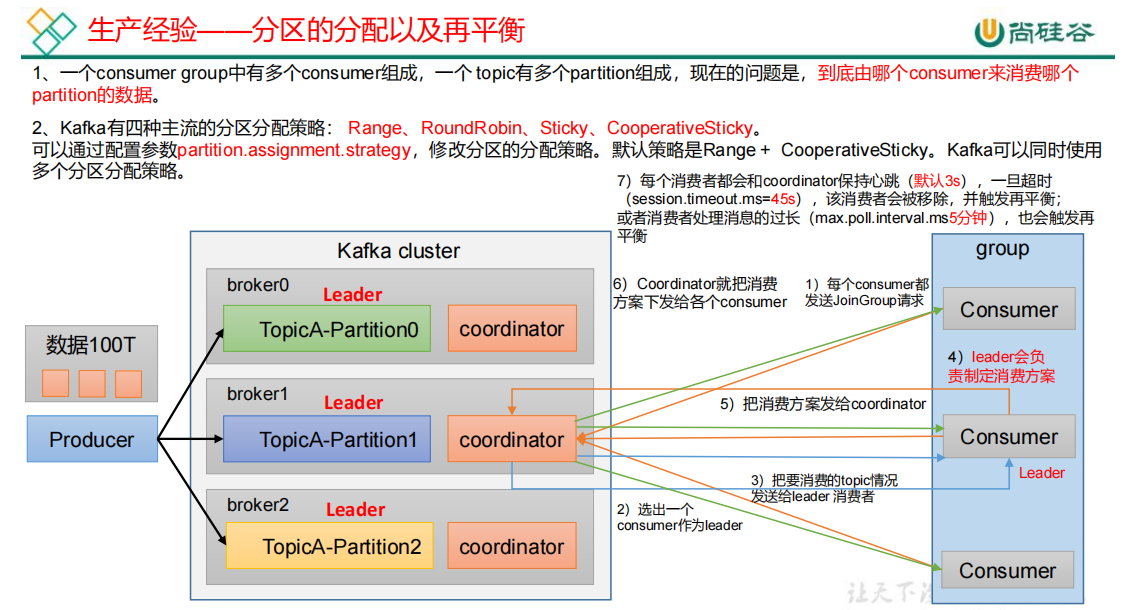 生产经验——分区的分配以及再平衡
尚硅谷
1、一个consumer group中有多个consumer组成，一个 topic有多个partition组成，现在的问题是，到底由哪个consumer来消费哪个
partition的数据。
2、Kafka有四种主流的分区分配策略： Range、RoundRobin、Sticky、CooperativeSticky。
可以通过配置参数partition.assignment.strategy，修改分区的分配策略。默认策略是Range + CooperativeSticky。Kafka可以同时使用
多个分区分配策略。
7）每个消费者都会和coordinator保持心跳（默认3s），一旦超时
（session.timeout.ms=45s），该消费者会被移除，并触发再平衡；
或者消费者处理消息的过长（max.poll.interval.ms5分钟），也会触发再
平衡
Kafka cluster
group
broker0
Leader
TopicA-Partition0
coordinator
6）Coordinator就把消费
方案下发给各个consumer
1）每个consumer都
发送JoinGroup请求
Consumer
数据100T
4）leader会负
责制定消费方案
broker1
Leader
TopicA-Partition1
coordinator
5）把消费方案发给coordinator
Consumer
Leader
Producer
3）把要消费的topic情况
发送给leader 消费者
2）选出一个
consumer作为leader
broker2
Leader
TopicA-Partition2
coordinator
Consumer
让天下